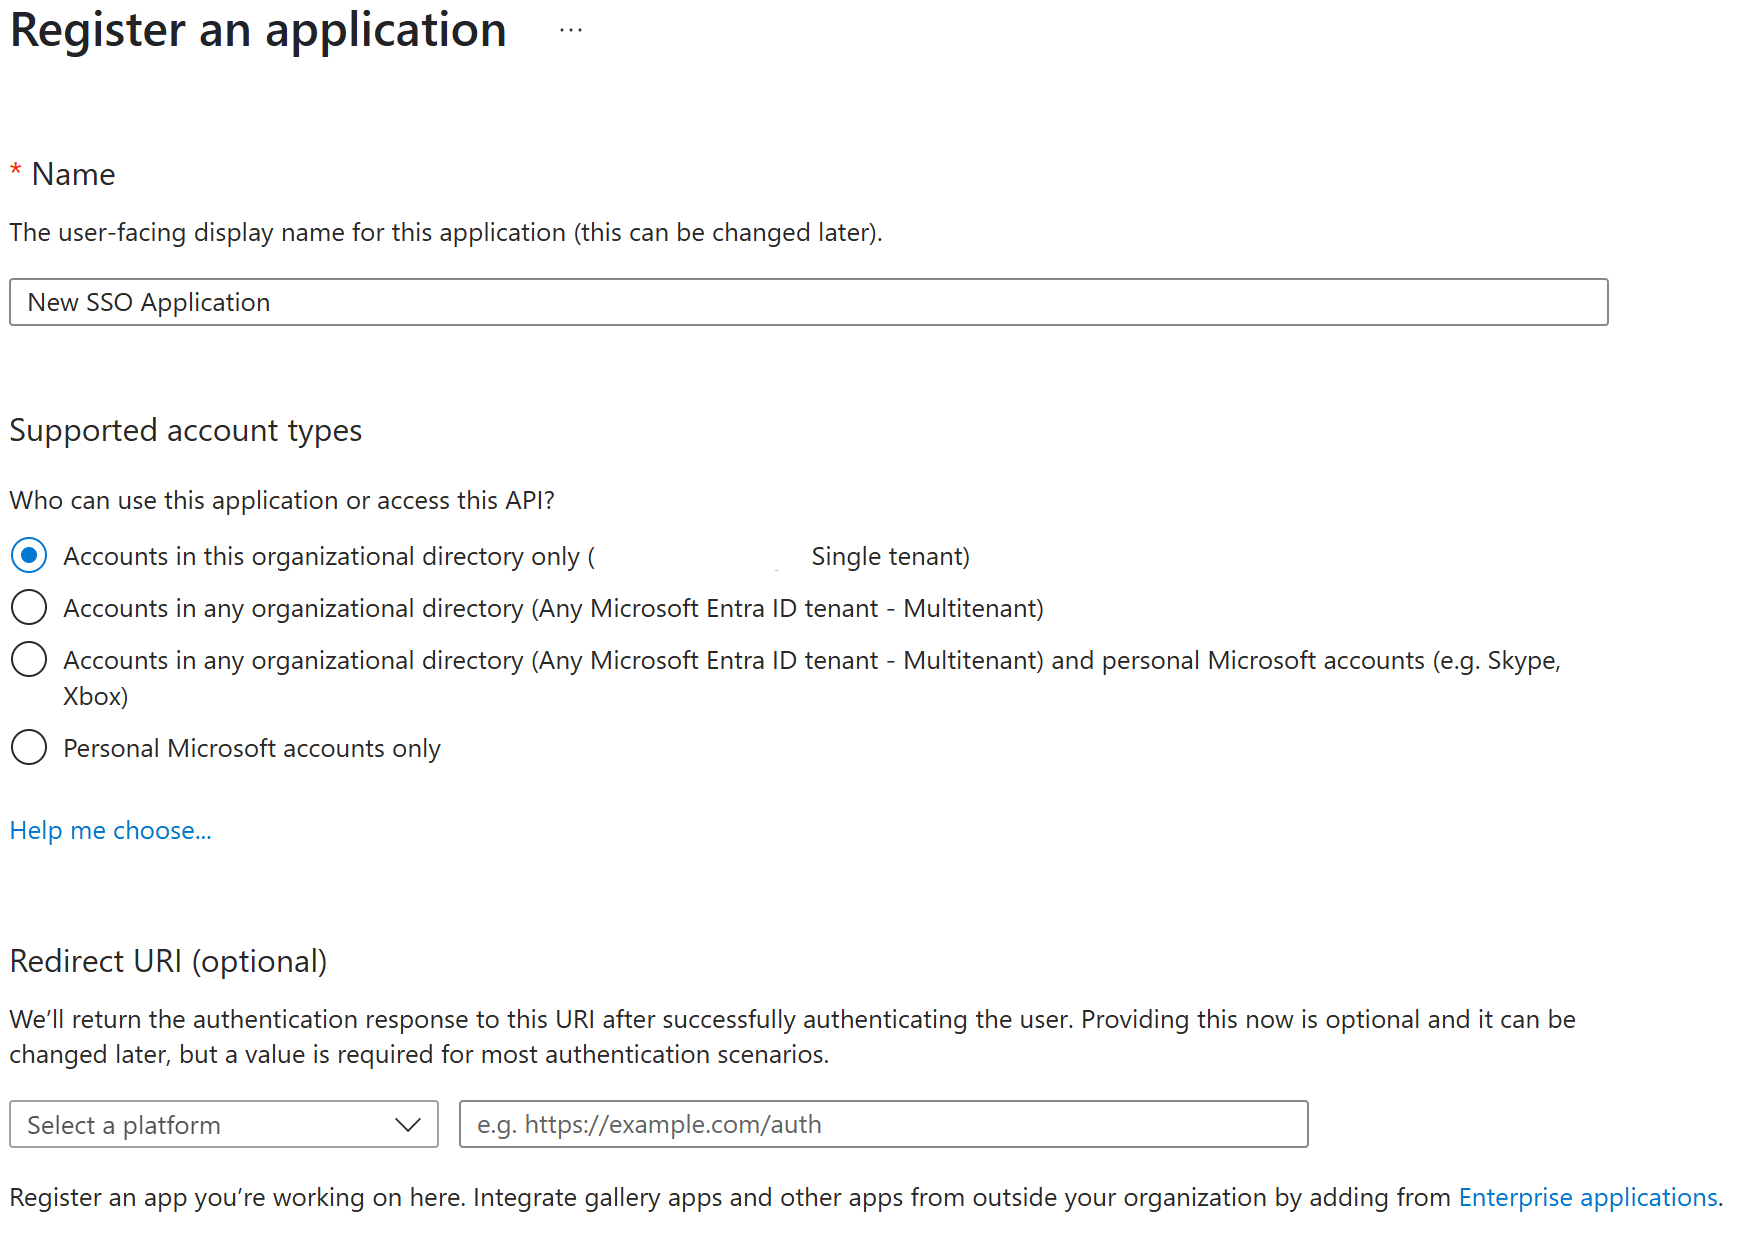 Register an application ...
* Name
The user-facing display name for this application (this can be changed later).
New SSO Application
Supported account types
Who can use this application or access this API?
Accounts in this organizational directory only ( Single tenant)
Accounts in any organizational directory (Any Microsoft Entra ID tenant - Multitenant)
Accounts in any organizational directory (Any Microsoft Entra ID tenant - Multitenant) and personal Microsoft accounts (e.g. Skype,
Xbox)
Personal Microsoft accounts only
Help me choose...
Redirect URI (optional)
We’ll return the authentication response to this URI after successfully authenticating the user. Providing this now is optional and it can be
changed later, but a value is required for most authentication scenarios.
Select a platform e.g. https://example.com/auth
Register an app you’re working on here. Integrate gallery apps and other apps from outside your organization by adding from Enterprise applications.